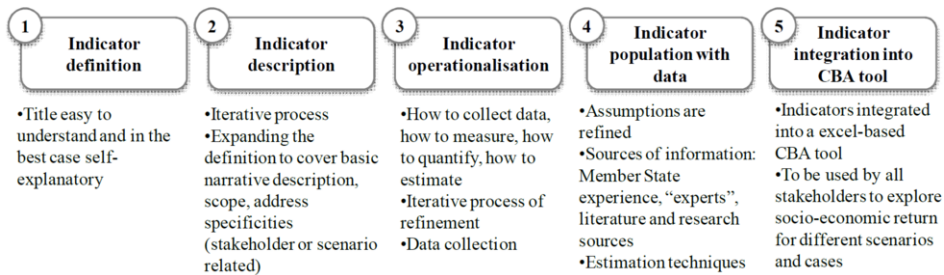 1
Indicator
definition
•Title easy to
understand and in the
best case self-
explanatory
2
Indicator
description
•Iterative process
•Expanding the
definition to cover basic
narrative description,
scope, address
specificities
(stakeholder or scenario
related)
3
Indicator
operationalisation
•How to collect data,
how to measure, how
to quantify, how to
estimate
•Iterative process of
refinement
•Data collection
4
Indicator
population with
data
•Assumptions are
refined
•Sources of information:
Member State
experience, “experts”,
literature and research
sources
•Estimation techniques
5
Indicator
integration into
CBA tool
•Indicators integrated
into a excel-based
CBA tool
•To be used by all
stakeholders to explore
socio-economic return
for different scenarios
and cases